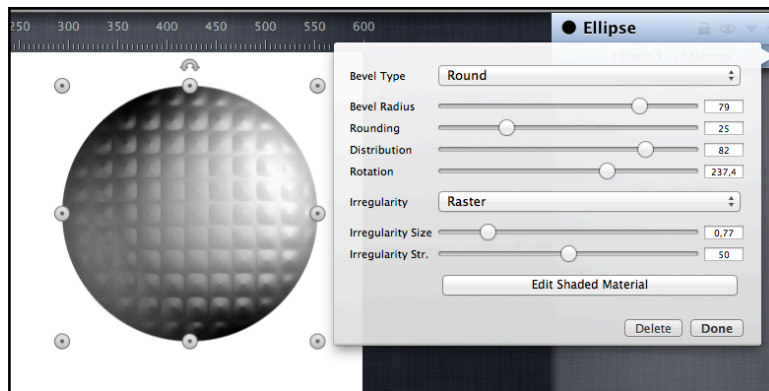 250 300 350 400 450 500 550 600
Ellipse
Bevel Type Round
Bevel Radius 79
Rounding 25
Distribution 82
Rotation 237,4
Irregularity Raster
Irregularity Size 0,77
Irregularity Str. 50
Edit Shaded Material
Delete Done